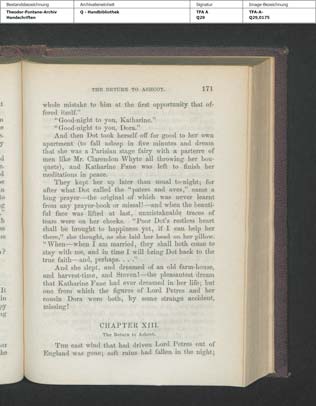 Bestandsbezeichnung Archivalieneinheit Signatur Image-Bezeichnung
Theodor-Fontane-Archiv Q - Handbibliothek TFA A TFA-A-
Handschriften Q29 Q29,0175
THE RETURN TO ASHCOT. 171
whole mistake to him at the first opportunity that of-
fered itself."
"Good-night to you, Katharine."
"Good-night to you, Dora."
And then Dot took herself off for good to her own
apartment (to fall asleep in five minutes and dream
that she was a Parisian stage fairy with a parterre of
men like Mr. Clarendon Whyte all throwing her bou-
quets), and Katharine Fane was left to finish her
meditations in peace.
They kept her up later than usual to-night; for
after what Dot called the "paters and aves," came a
long prayer—the original of which was never learnt
from any prayer-book or missal!—and when the beauti-
ful face was lifted at last, unmistakeable traces of
tears were on her cheeks. "Poor Dot's restless heart
shall be brought to happiness yet, if I can help her
there," she thought, as she laid her head on her pillow.
"When—when I am married, they shall both come to
stay with me, and in time I will bring Dot back to the
true faith—and, perhaps. . . ."
And she slept, and dreamed of an old farm-house,
and harvest-time, and Steven!—the pleasantest dream
that Katharine Fane had ever dreamed in her life; but
one from which the figures of Lord Petres and her
cousin Dora were both, by some strange accident,
missing!
CHAPTER XIII.
The Return to Ashcot.
THE east wind that had driven Lord Petres out of
England was gone; soft rains had fallen in the night;